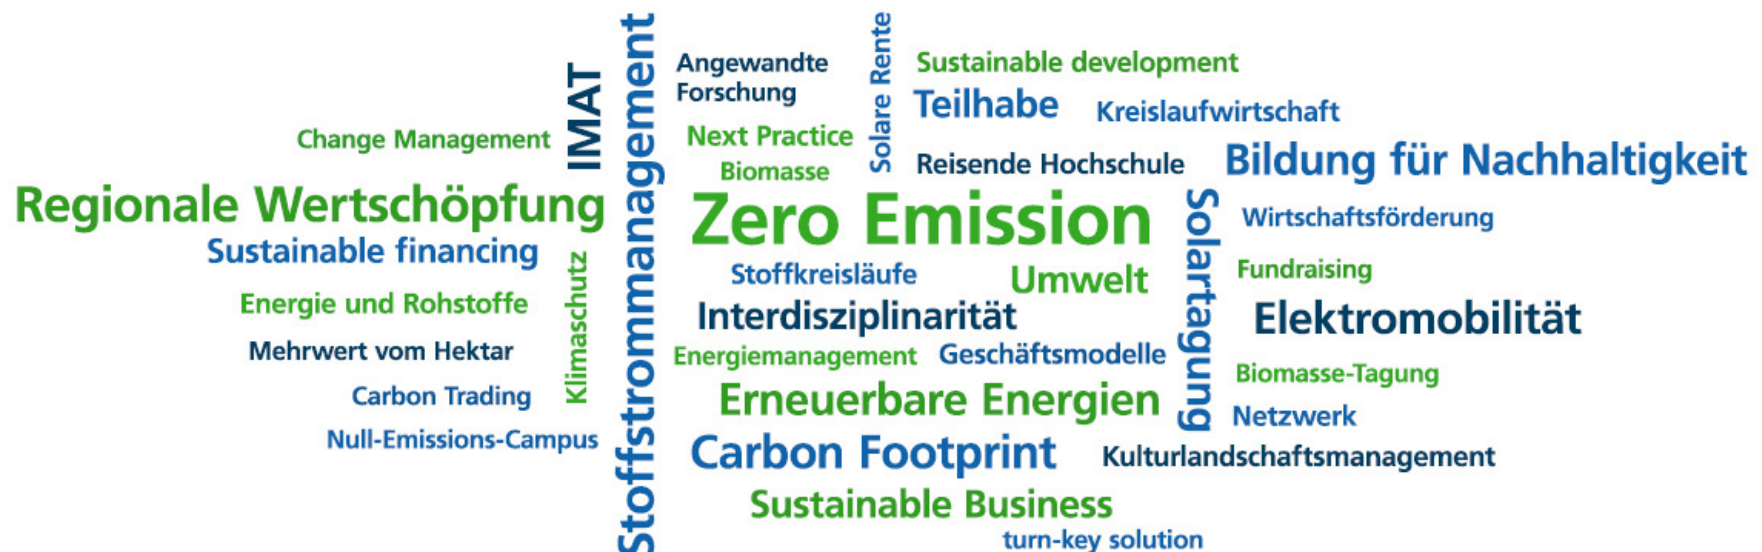 Change Management
IMAT
Regionale Wertschöpfung
Sustainable financing
Energie und Rohstoffe
Klimaschutz
Mehrwert vom Hektar
Carbon Trading
Null-Emissions-Campus
Stoffstrommanagement
Angewandte
Forschung
Next Practice
Biomasse
Solare Rente
Sustainable development
Teilhabe
Kreislaufwirtschaft
Reisende Hochschule
Bildung für Nachhaltigkeit
Zero Emission
Stoffkreisläufe
Umwelt
Interdisziplinarität
Energiemanagement
Geschäftsmodelle
Erneuerbare Energien
Carbon Footprint
Sustainable Business
turn-key solution
Solartagung
Wirtschaftsförderung
Fundraising
Elektromobilität
Biomasse-Tagung
Netzwerk
Kulturlandschaftsmanagement